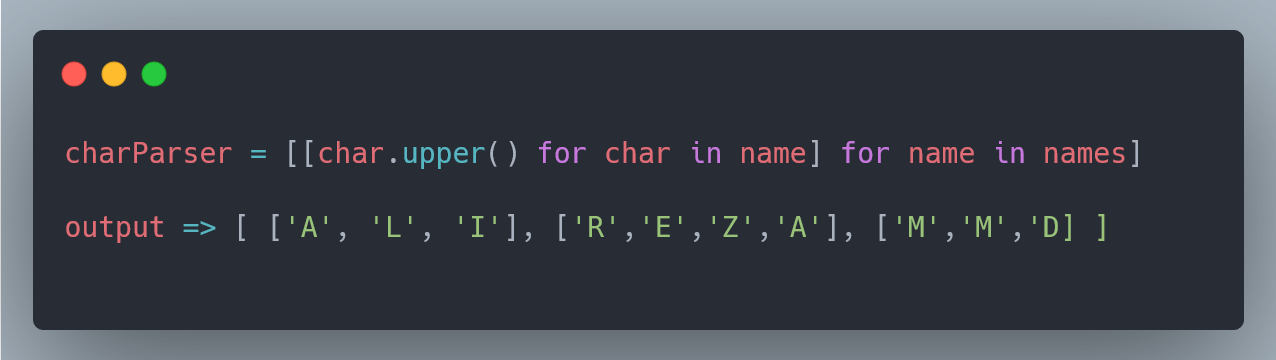 charParser = [[char.upper() for char in name] for name in names]
output => [ ['A', 'L', 'I'], ['R','E','Z','A'], ['M','M','D] ]